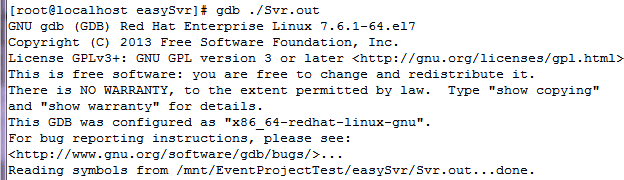 [root@localhost easySvr]# gdb ./Svr.out
GNU gdb (GDB) Red Hat Enterprise Linux 7.6.1-64.el7
Copyright (C) 2013 Free Software Foundation, Inc.
License GPLv3+: GNU GPL version 3 or later <http://gnu.org/licenses/gpl.html>
This is free software: you are free to change and redistribute it.
There is NO WARRANTY, to the extent permitted by law.  Type "show copying"
and "show warranty" for details.
This GDB was configured as "x86_64-redhat-linux-gnu".
For bug reporting instructions, please see:
<http://www.gnu.org/software/gdb/bugs/>...
Reading symbols from /mnt/EventProjectTest/easySvr/Svr.out...done.